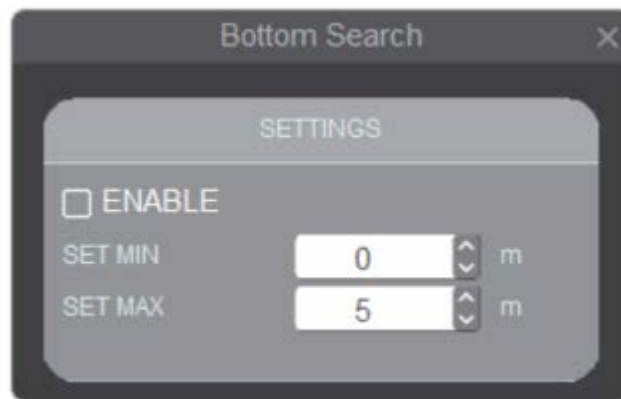 Bottom Search ×
SETTINGS
ENABLE
SET MIN 0 m
SET MAX 5 m